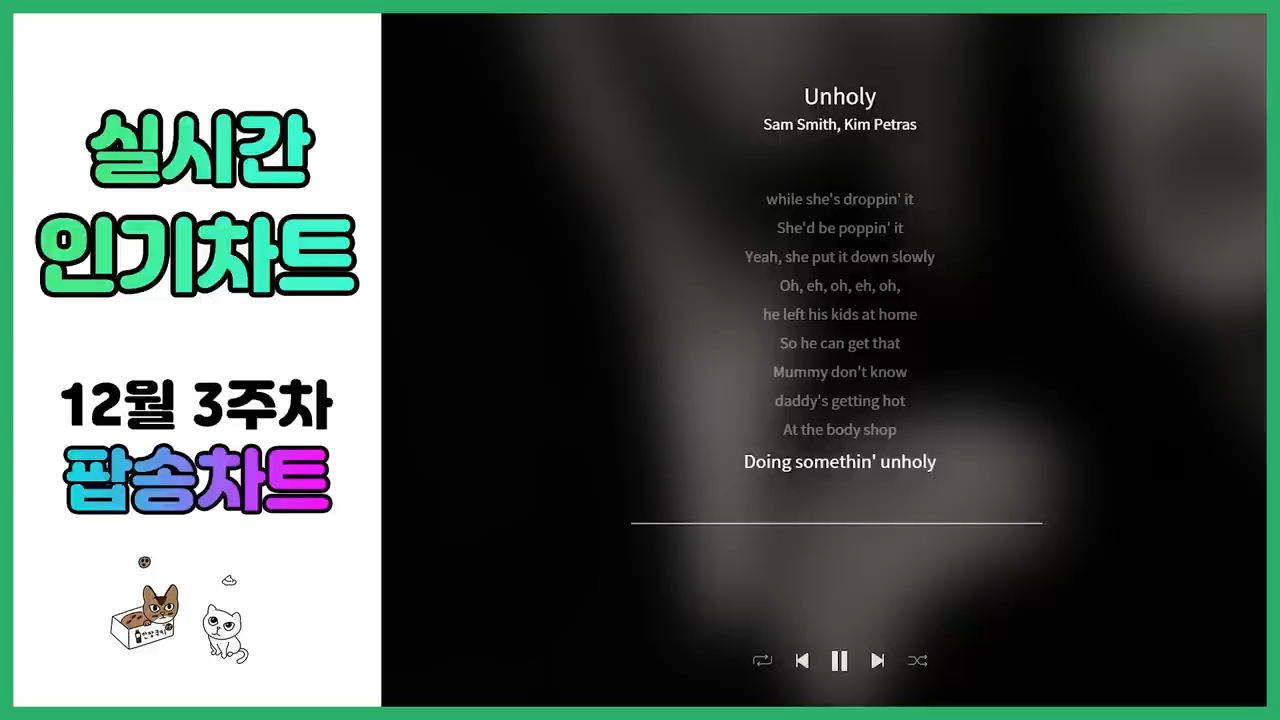 실시간
인기차트
12월 3주차
팝송차트
Unholy
Sam Smith, Kim Petras
while she's droppin' it
She'd be poppin' it
Yeah, she put it down slowly
Oh, eh, oh, eh, oh,
he left his kids at home
So he can get that
Mummy don't know
daddy's getting hot
At the body shop
Doing somethin' unholy